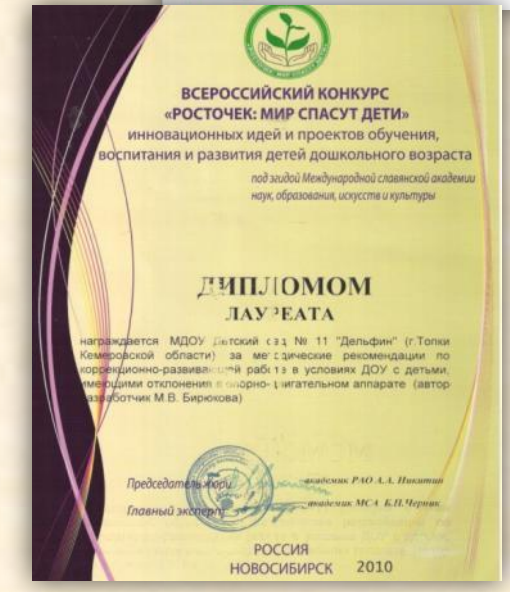 ВСЕРОССИЙСКИЙ КОНКУРС
«РОСТОЧЕК: МИР СПАСУТ ДЕТИ»
инновационных идей и проектов обучения,
воспитания и развития детей дошкольного возраста
под эгидой Международной славянской академии
наук, образования, искусств и культуры
ДИПЛОМОМ
ЛАУРЕАТА
награждается МДОУ Детский сад № 11 "Дельфин" (г.Топки
Кемеровской области) за методические рекомендации по
коррекционно-развивающей работе в условиях ДОУ с детьми,
имеющими отклонения в опорно-двигательном аппарате (автор
разработчик М.В. Бирюкова)
Председатель жюри академик РАО А.А. Никитин
Главный эксперт академик МСА Б.П.Черник
РОССИЯ
НОВОСИБИРСК 2010